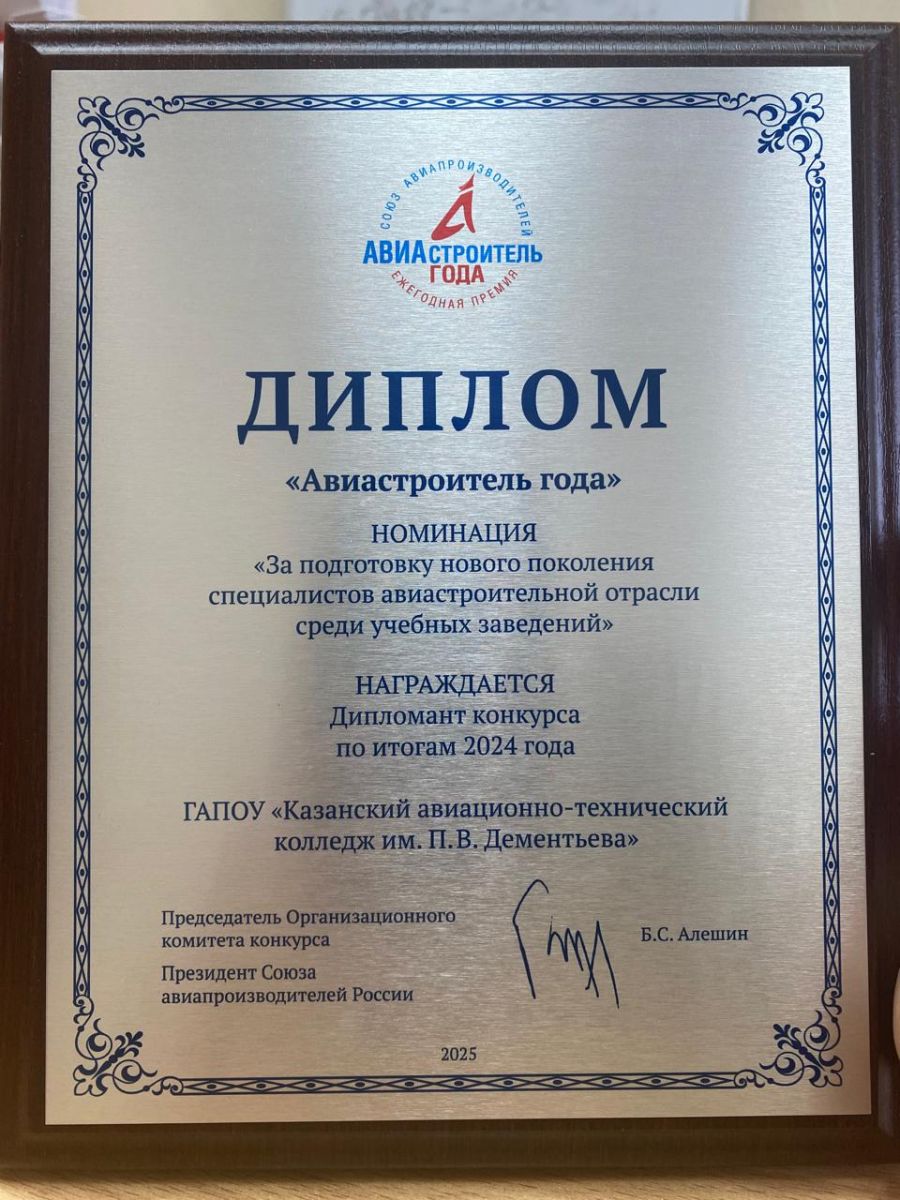 СОЮЗ АВИАПРОИЗВОДИТЕЛЕЙ
АВИАСТРОИТЕЛЬ
ГОДА
ЕЖЕГОДНАЯ ПРЕМИЯ
ДИПЛОМ
«Авиастроитель года»
НОМИНАЦИЯ
«За подготовку нового поколения
специалистов авиастроительной отрасли
среди учебных заведений»
НАГРАЖДАЕТСЯ
Дипломант конкурса
по итогам 2024 года
ГАПОУ «Казанский авиационно-технический
колледж им. П.В. Дементьева»
Председатель Организационного
комитета конкурса
Президент Союза
авиапроизводителей России
Б.С. Алешин
2025